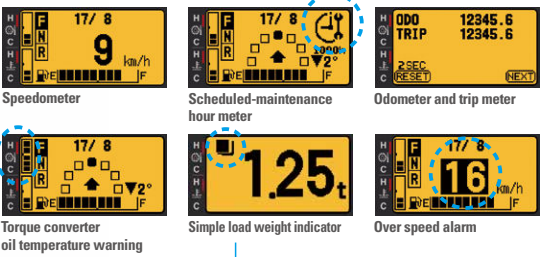 H
C
H
C
F
N
R
17/ 8
9
km/h
E
F
Speedometer
H
C
H
C
F
N
R
17/ 8
1000h
▼2°
E
F
Scheduled-maintenance
hour meter
H
C
H
C
ODO 12345.6
TRIP 12345.6
2SEC
RESET NEXT
Odometer and trip meter
H
C
H
C
F
N
R
17/ 8
▼2°
E
F
Torque converter
oil temperature warning
H
C
H
C
1.25t
Simple load weight indicator
H
C
H
C
F
N
R
17/ 8
16
km/h
E
F
Over speed alarm